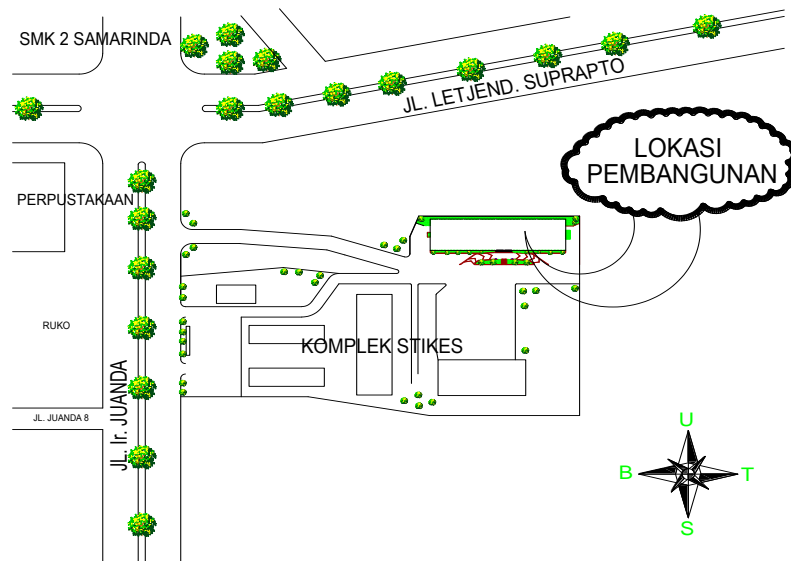 SMK 2 SAMARINDA
JL. LETJEND. SUPRAPTO
LOKASI
PEMBANGUNAN
PERPUSTAKAAN
RUKO
KOMPLEK STIKES
JL. Ir. JUANDA
JL. JUANDA 8
U
B
T
S